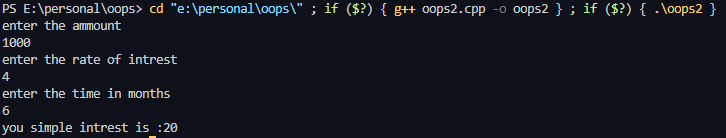 PS E:\personal\oops> cd "e:\personal\oops\" ; if ($?) { g++ oops2.cpp -o oops2 } ; if ($?) { .\oops2 }
enter the ammount
1000
enter the rate of intrest
4
enter the time in months
6
you simple intrest is :20